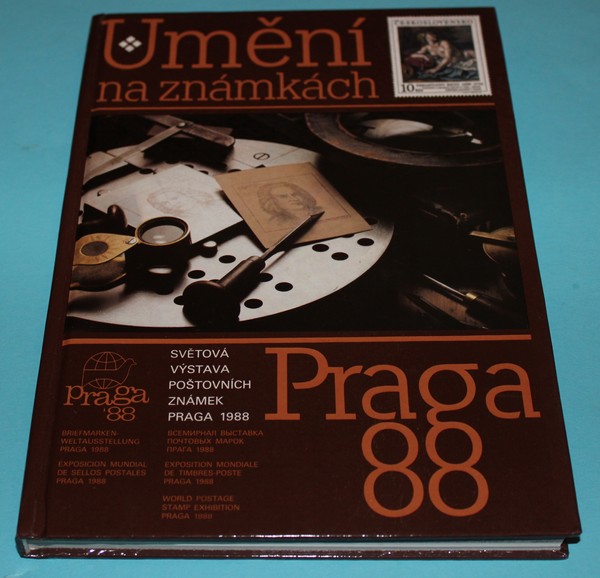 Umění
na známkách
ČESKOSLOVENSKO
10
Praga
'88
SVĚTOVÁ
VÝSTAVA
POŠTOVNÍCH
ZNÁMEK
PRAGA 1988
Praga
88
BRIEFMARKEN
WELTAUSSTELLUNG
PRAGA 1988
ВСЕМИРНАЯ ВЫСТАВКА
ПОЧТОВЫХ МАРОК
ПРАГА 1988
EXPOSICION MUNDIAL
DE SELLOS POSTALES
PRAGA 1988
EXPOSITION MONDIALE
DE TIMBRES-POSTE
PRAGA 1988
WORLD POSTAGE
STAMP EXHIBITION
PRAGA 1988